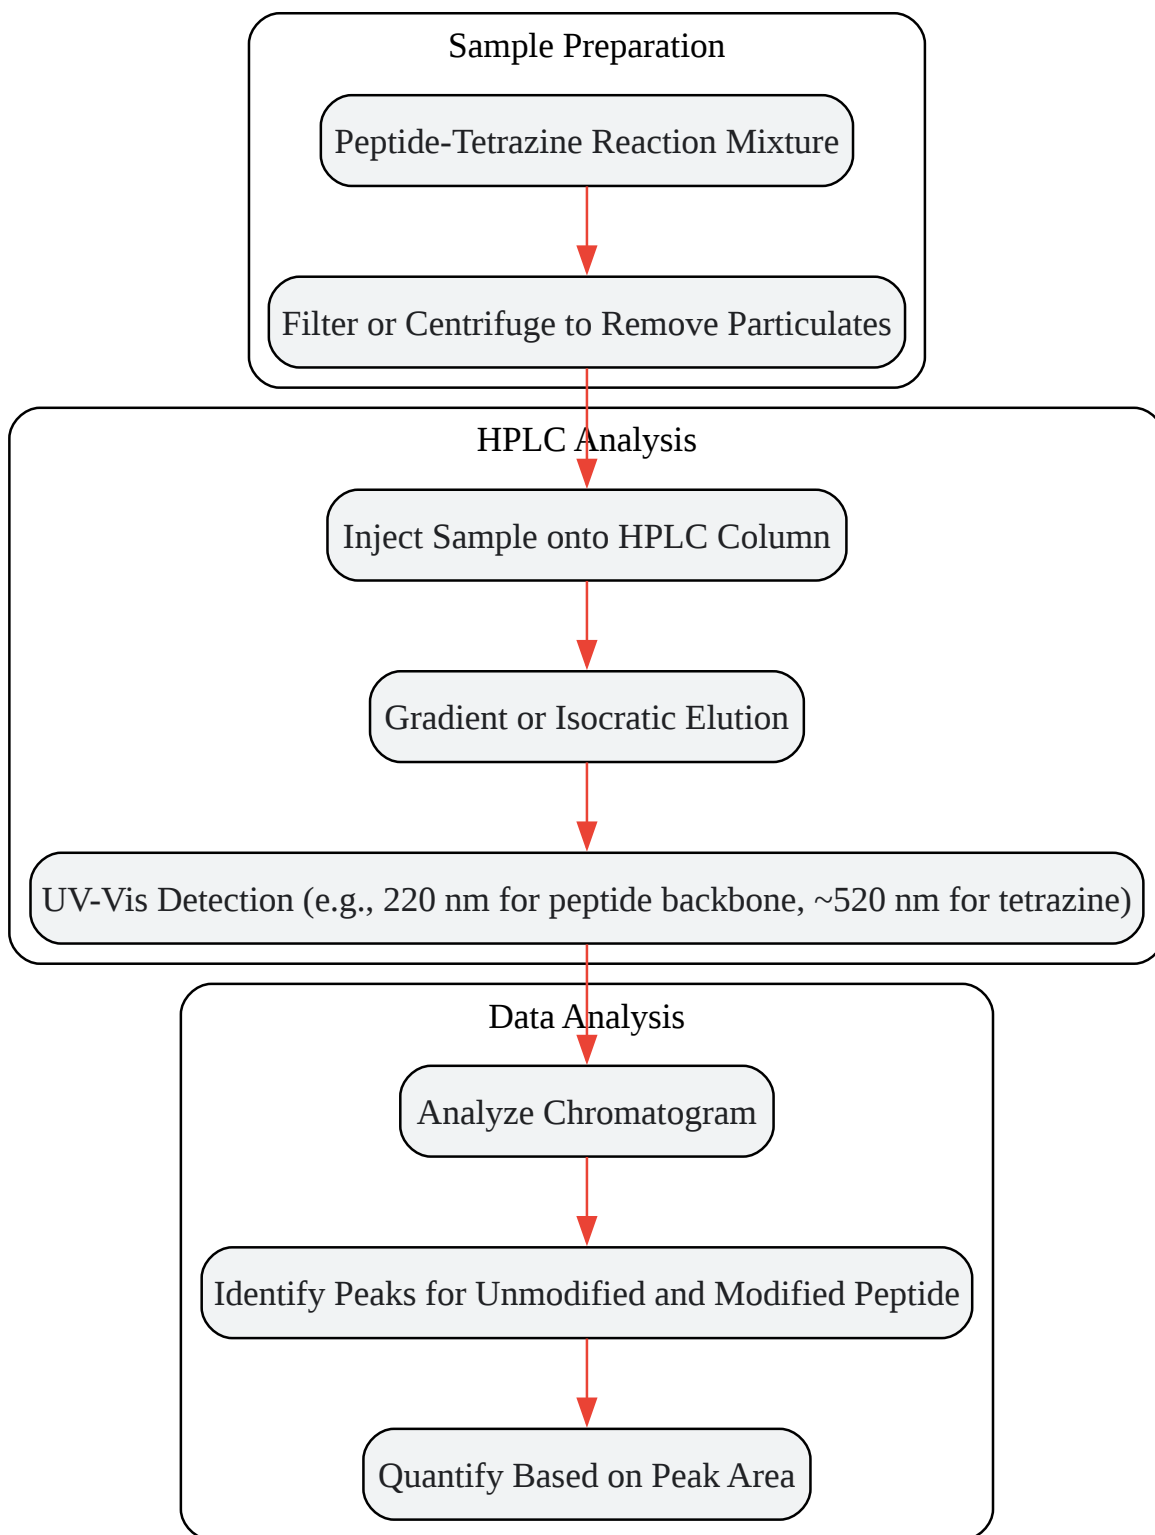 Sample Preparation
Peptide-Tetrazine Reaction Mixture
Filter or Centrifuge to Remove Particulates
HPLC Analysis
Inject Sample onto HPLC Column
Gradient or Isocratic Elution
UV-Vis Detection (e.g., 220 nm for peptide backbone, ~520 nm for tetrazine)
Data Analysis
Analyze Chromatogram
Identify Peaks for Unmodified and Modified Peptide
Quantify Based on Peak Area